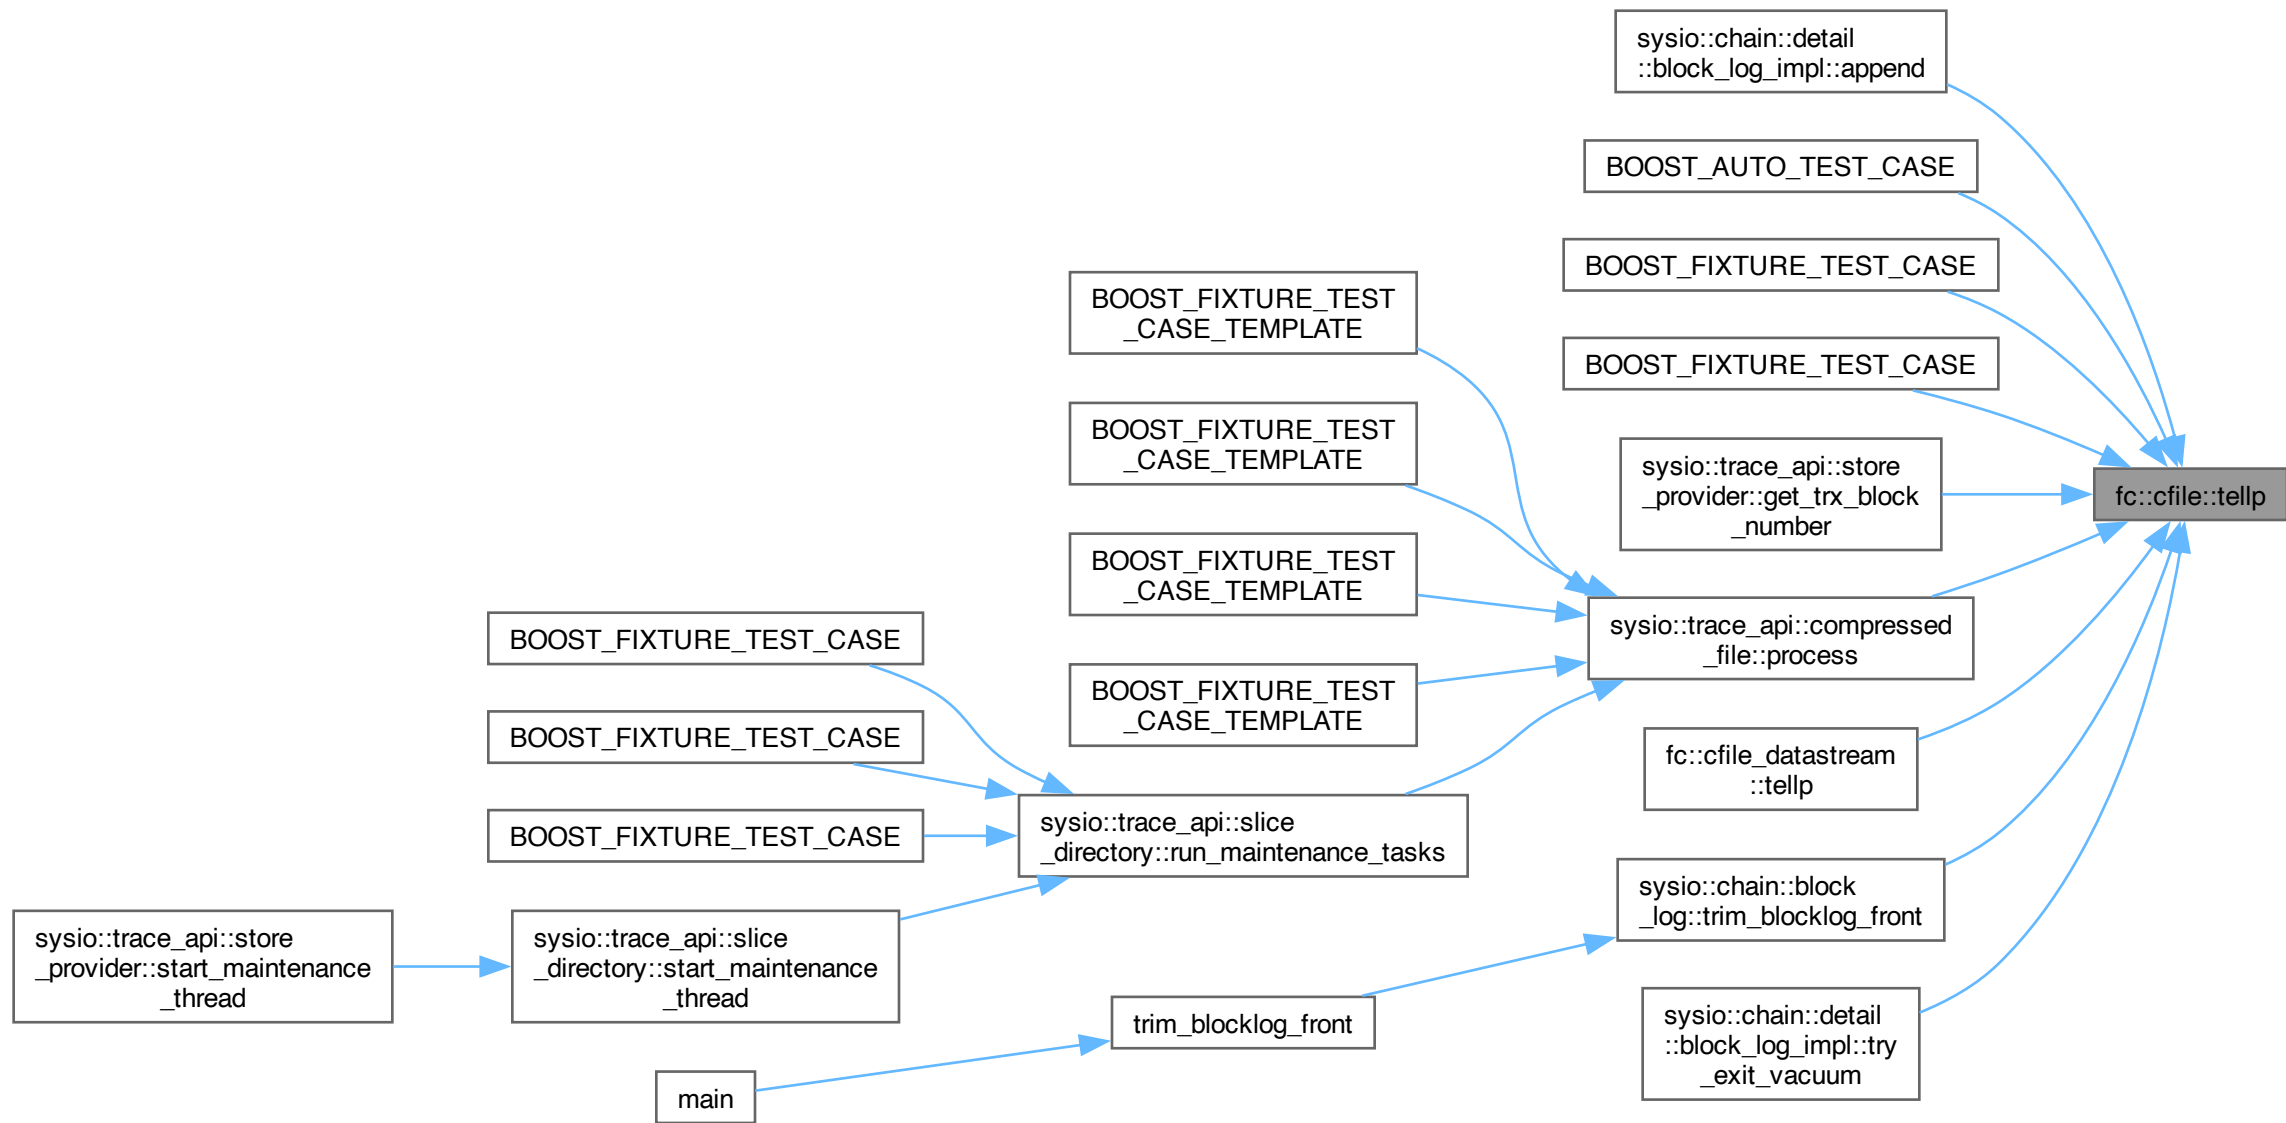 sysio::chain::detail
::block_log_impl::append
BOOST_AUTO_TEST_CASE
BOOST_FIXTURE_TEST_CASE
BOOST_FIXTURE_TEST_CASE
sysio::trace_api::store
_provider::get_trx_block
_number
fc::cfile::tellp
BOOST_FIXTURE_TEST
_CASE_TEMPLATE
BOOST_FIXTURE_TEST
_CASE_TEMPLATE
BOOST_FIXTURE_TEST
_CASE_TEMPLATE
BOOST_FIXTURE_TEST
_CASE_TEMPLATE
sysio::trace_api::compressed
_file::process
fc::cfile_datastream
::tellp
BOOST_FIXTURE_TEST_CASE
BOOST_FIXTURE_TEST_CASE
BOOST_FIXTURE_TEST_CASE
sysio::trace_api::slice
_directory::run_maintenance_tasks
sysio::chain::block
_log::trim_blocklog_front
sysio::trace_api::store
_provider::start_maintenance
_thread
sysio::trace_api::slice
_directory::start_maintenance
_thread
trim_blocklog_front
sysio::chain::detail
::block_log_impl::try
_exit_vacuum
main